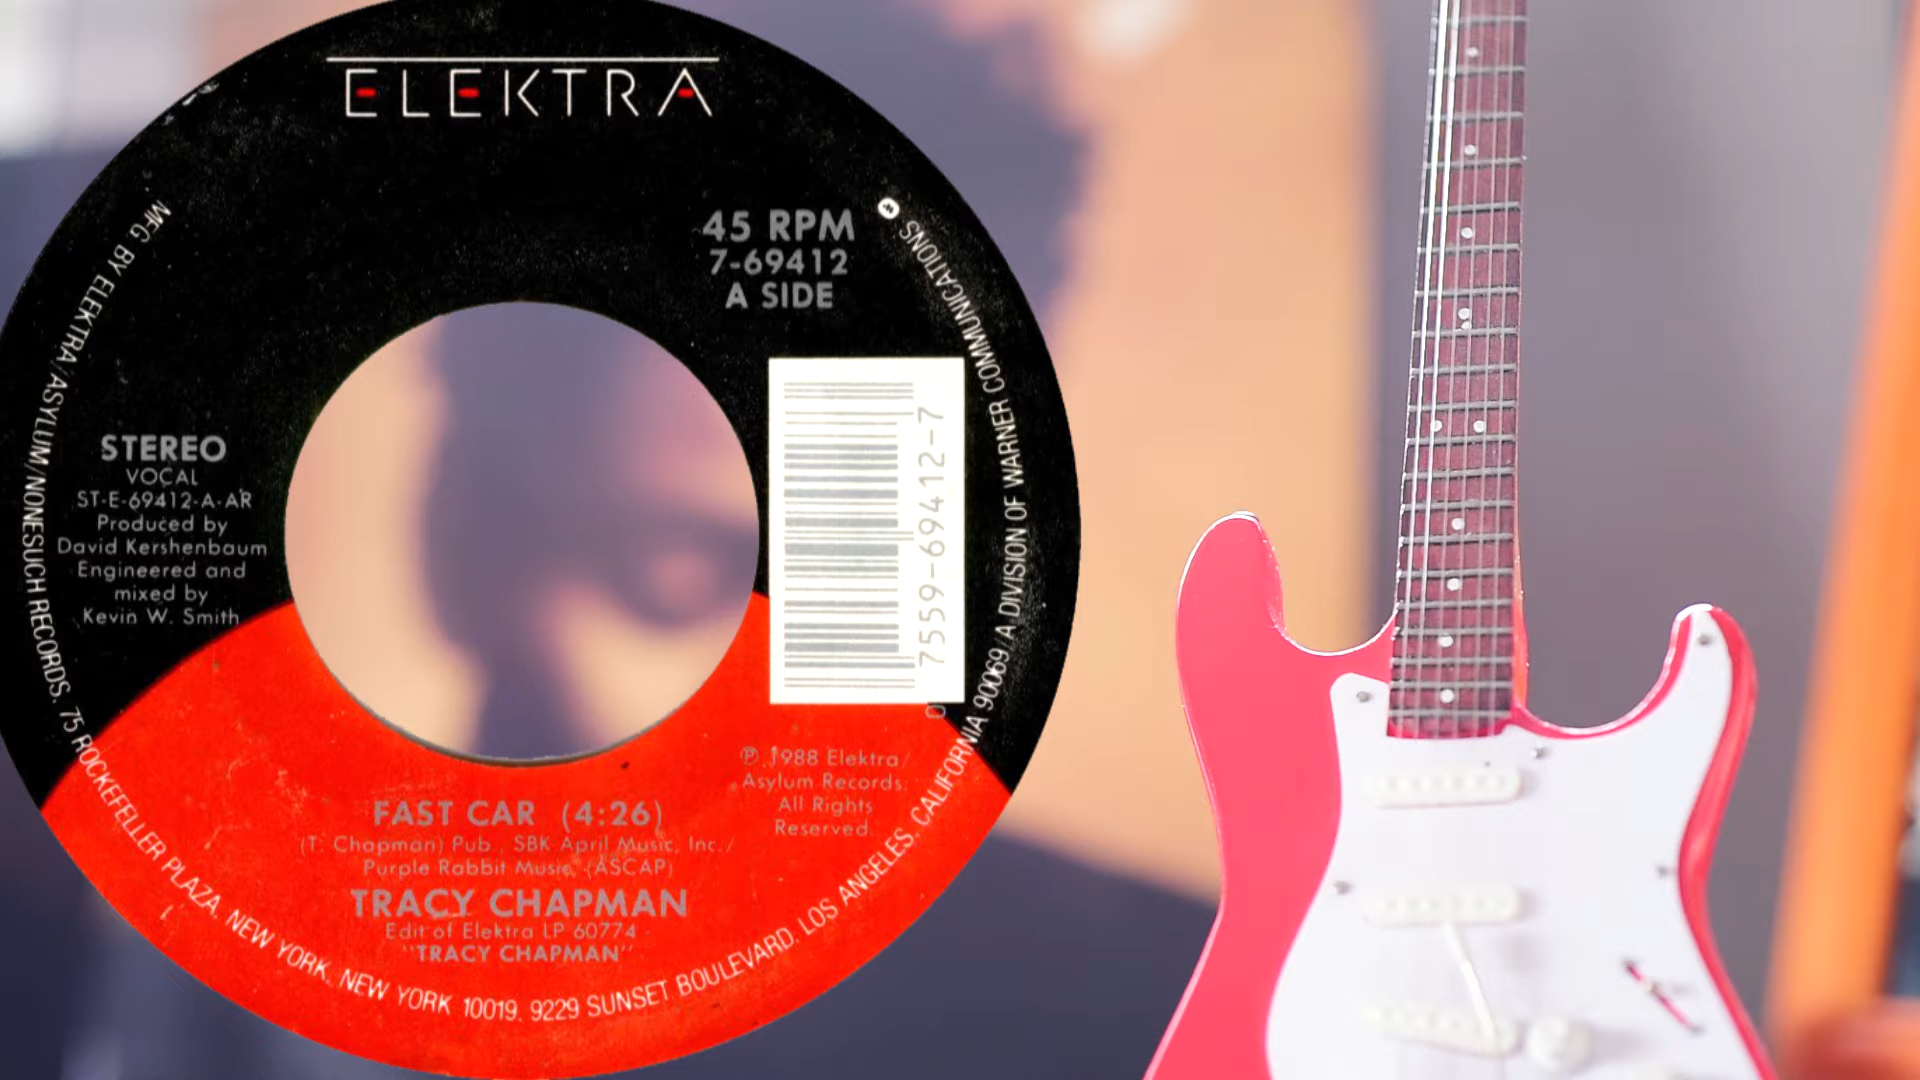 ELEKTRA
45 RPM
7-69412
A SIDE
STEREO
VOCAL
ST-E-69412-A-AR
Produced by
David Kershenbaum
Engineered and
mixed by
Kevin W. Smith
7559-69412-7
0
℗ 1988 Elektra/
Asylum Records.
All Rights
Reserved.
FAST CAR (4:26)
(T. Chapman) Pub., SBK April Music, Inc./
Purple Rabbit Music (ASCAP)
TRACY CHAPMAN
Edit of Elektra LP 60774
"TRACY CHAPMAN"
MFG. BY ELEKTRA/ASYLUM/NONESUCH RECORDS. 75 ROCKEFELLER PLAZA, NEW YORK, NEW YORK 10019. 9229 SUNSET BOULEVARD. LOS ANGELES, CALIFORNIA 90069/A DIVISION OF WARNER COMMUNICATIONS